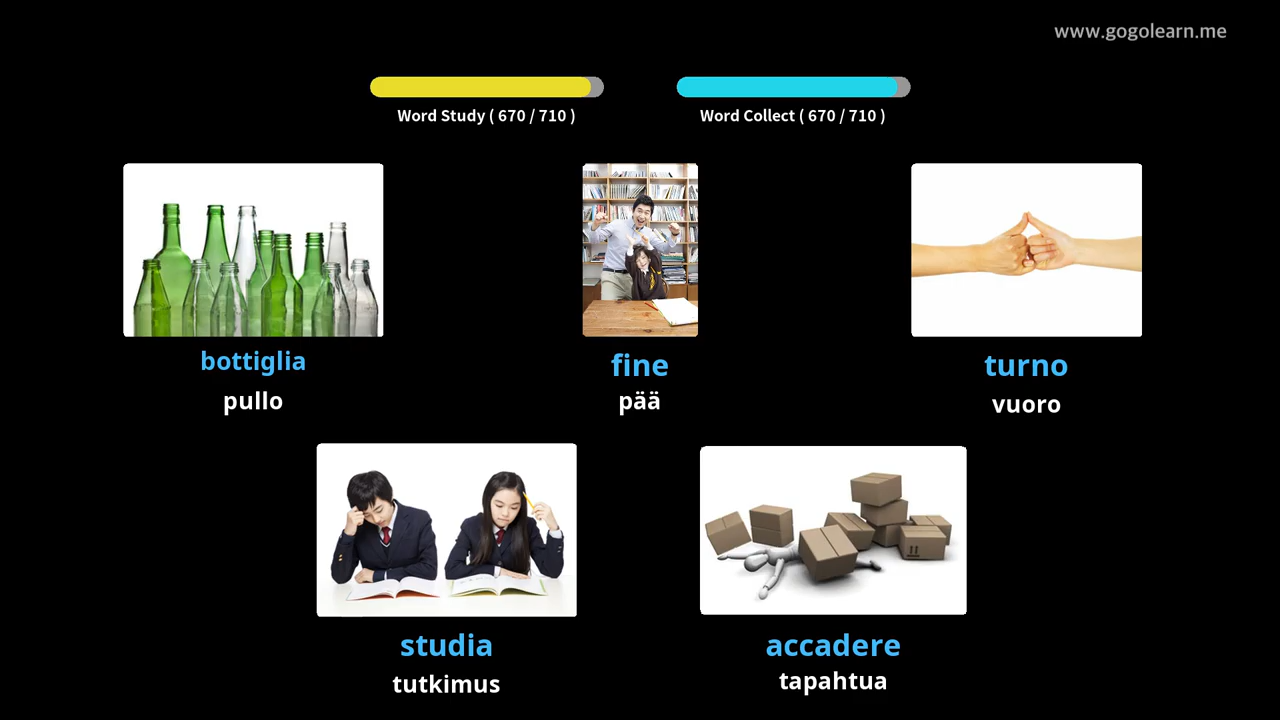 www.gogolearn.me
Word Study ( 670 / 710 )
Word Collect ( 670 / 710 )
bottiglia
pullo
fine
pää
turno
vuoro
studia
tutkimus
accadere
tapahtua